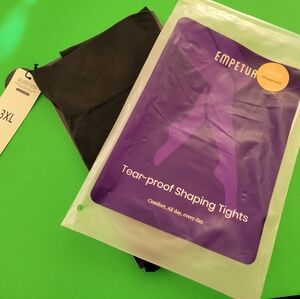 EMPETUA
Tear-proof Shaping Tights
Comfort. All day, every day.
3XL